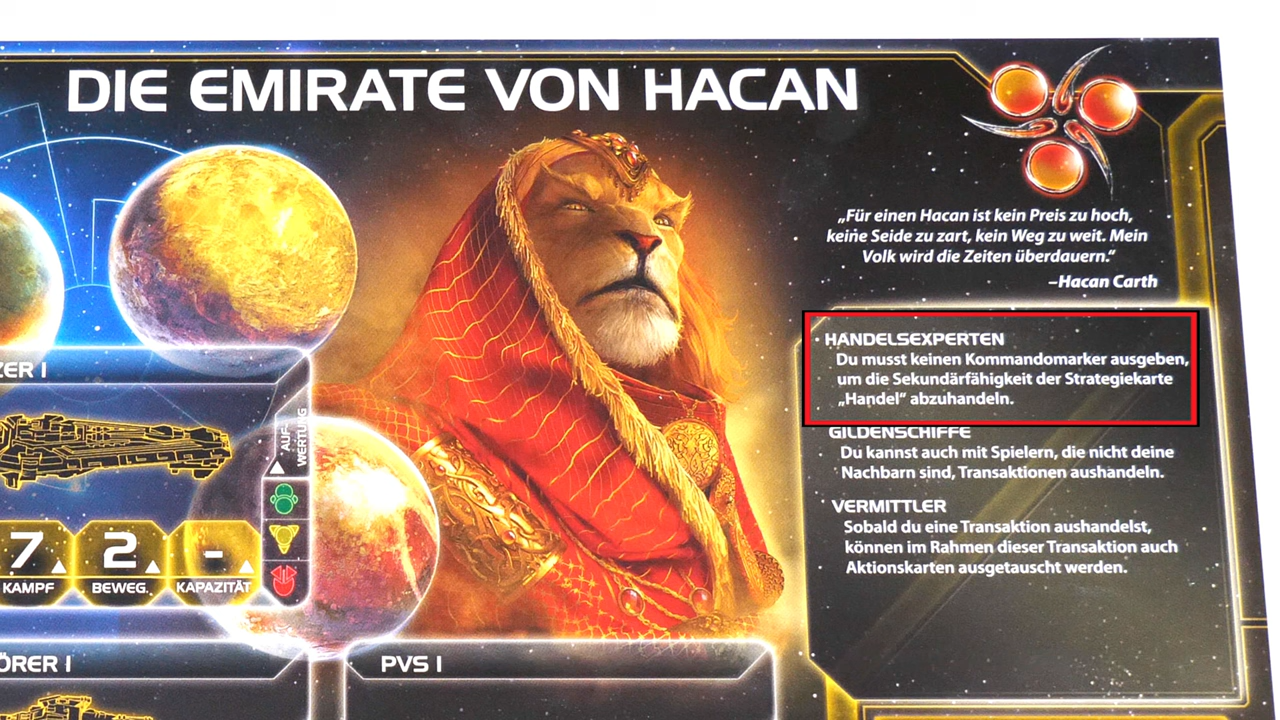 DIE EMIRATE VON HACAN
„Für einen Hacan ist kein Preis zu hoch,
keine Seide zu zart, kein Weg zu weit. Mein
Volk wird die Zeiten überdauern.“
–Hacan Carth
HANDELSEXPERTEN
Du musst keinen Kommandomarker ausgeben,
um die Sekundärfähigkeit der Strategiekarte
„Handel“ abzuhandeln.
GILDENSCHIFFE
Du kannst auch mit Spielern, die nicht deine
Nachbarn sind, Transaktionen aushandeln.
VERMITTLER
Sobald du eine Transaktion aushandelst,
können im Rahmen dieser Transaktion auch
Aktionskarten ausgetauscht werden.
ZER I
AUF-
WERTUNG
7 2 -
KAMPF BEWEG. KAPAZITÄT
ÖRER I
PVS I